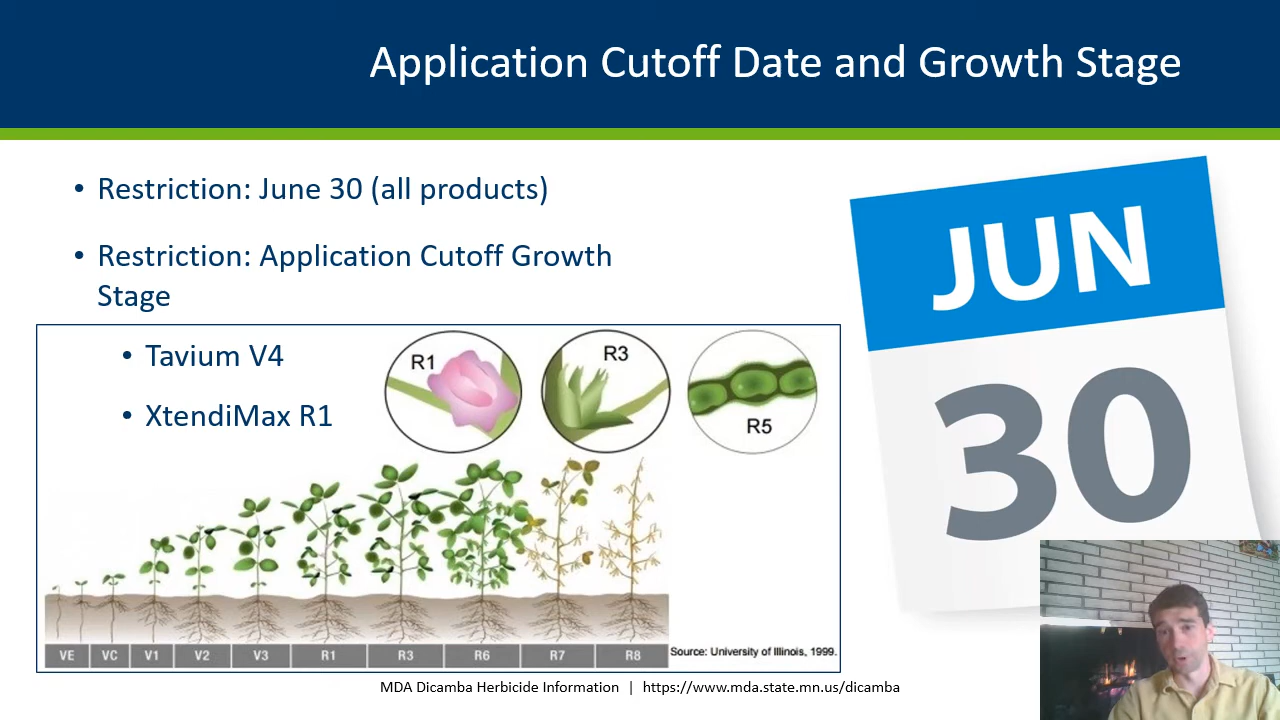 Application Cutoff Date and Growth Stage
• Restriction: June 30 (all products)
• Restriction: Application Cutoff Growth
Stage
• Tavium V4
• XtendiMax R1
R1
R3
R5
VE VC V1 V2 V3 R1 R3 R6 R7 R8
Source: University of Illinois, 1999.
JUN
30
MDA Dicamba Herbicide Information | https://www.mda.state.mn.us/dicamba